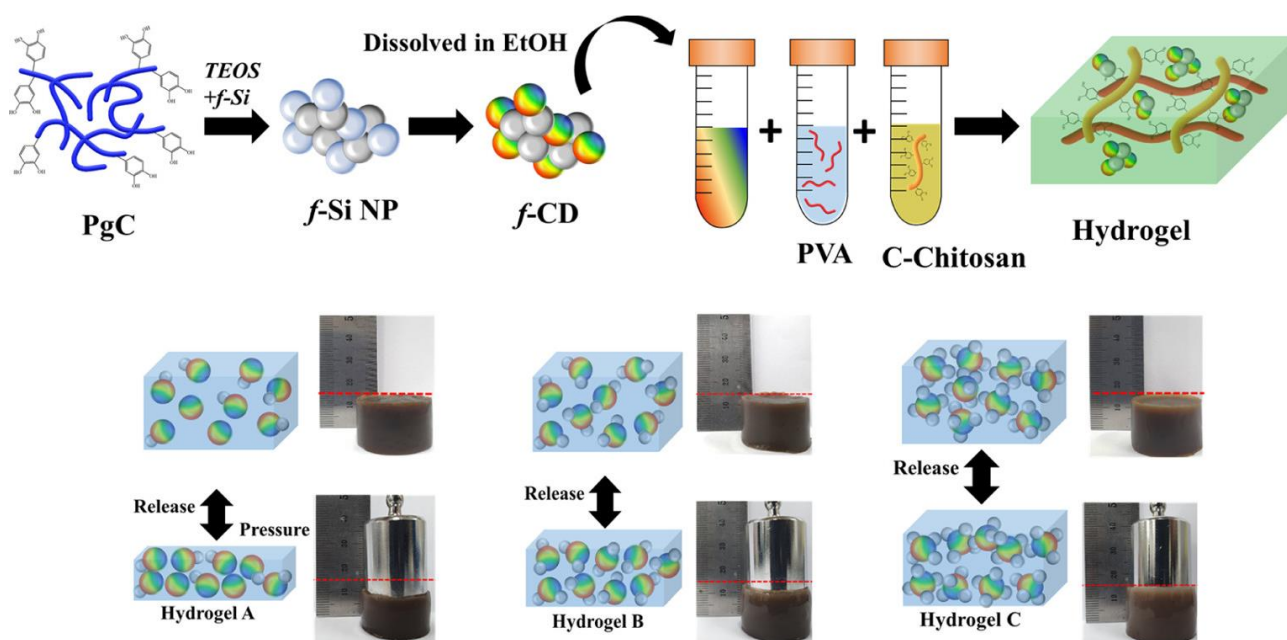 Dissolved in EtOH
TEOS
+f-Si
PgC
f-Si NP
f-CD
+
+
PVA
C-Chitosan
Hydrogel
Release
Pressure
Hydrogel A
Release
Hydrogel B
Release
Hydrogel C